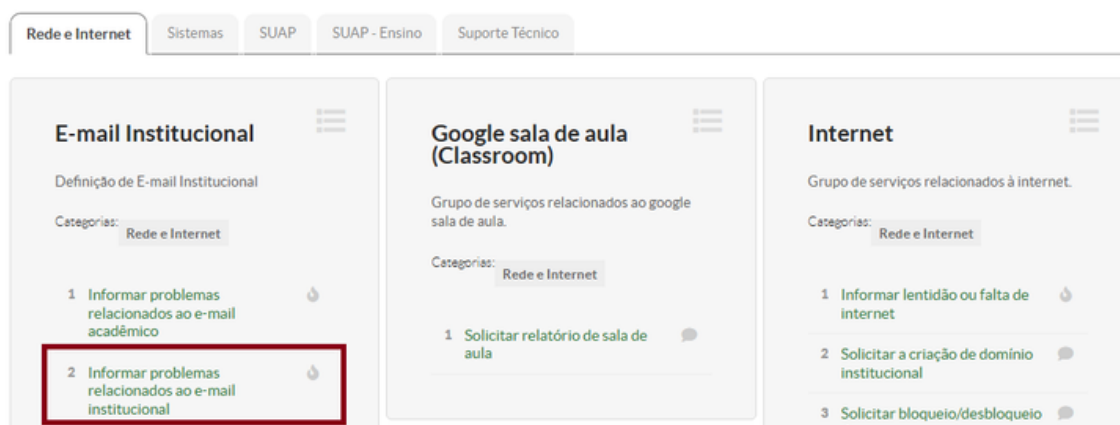 Rede e Internet
Sistemas
SUAP
SUAP - Ensino
Suporte Técnico
E-mail Institucional
Definição de E-mail Institucional
Categorias:
Rede e Internet
1 Informar problemas
relacionados ao e-mail
acadêmico
2 Informar problemas
relacionados ao e-mail
institucional
Google sala de aula
(Classroom)
Grupo de serviços relacionados ao google
sala de aula.
Categorias:
Rede e Internet
1 Solicitar relatório de sala de
aula
Internet
Grupo de serviços relacionados à internet.
Categorias:
Rede e Internet
1 Informar lentidão ou falta de
internet
2 Solicitar a criação de domínio
institucional
3 Solicitar bloqueio/desbloqueio